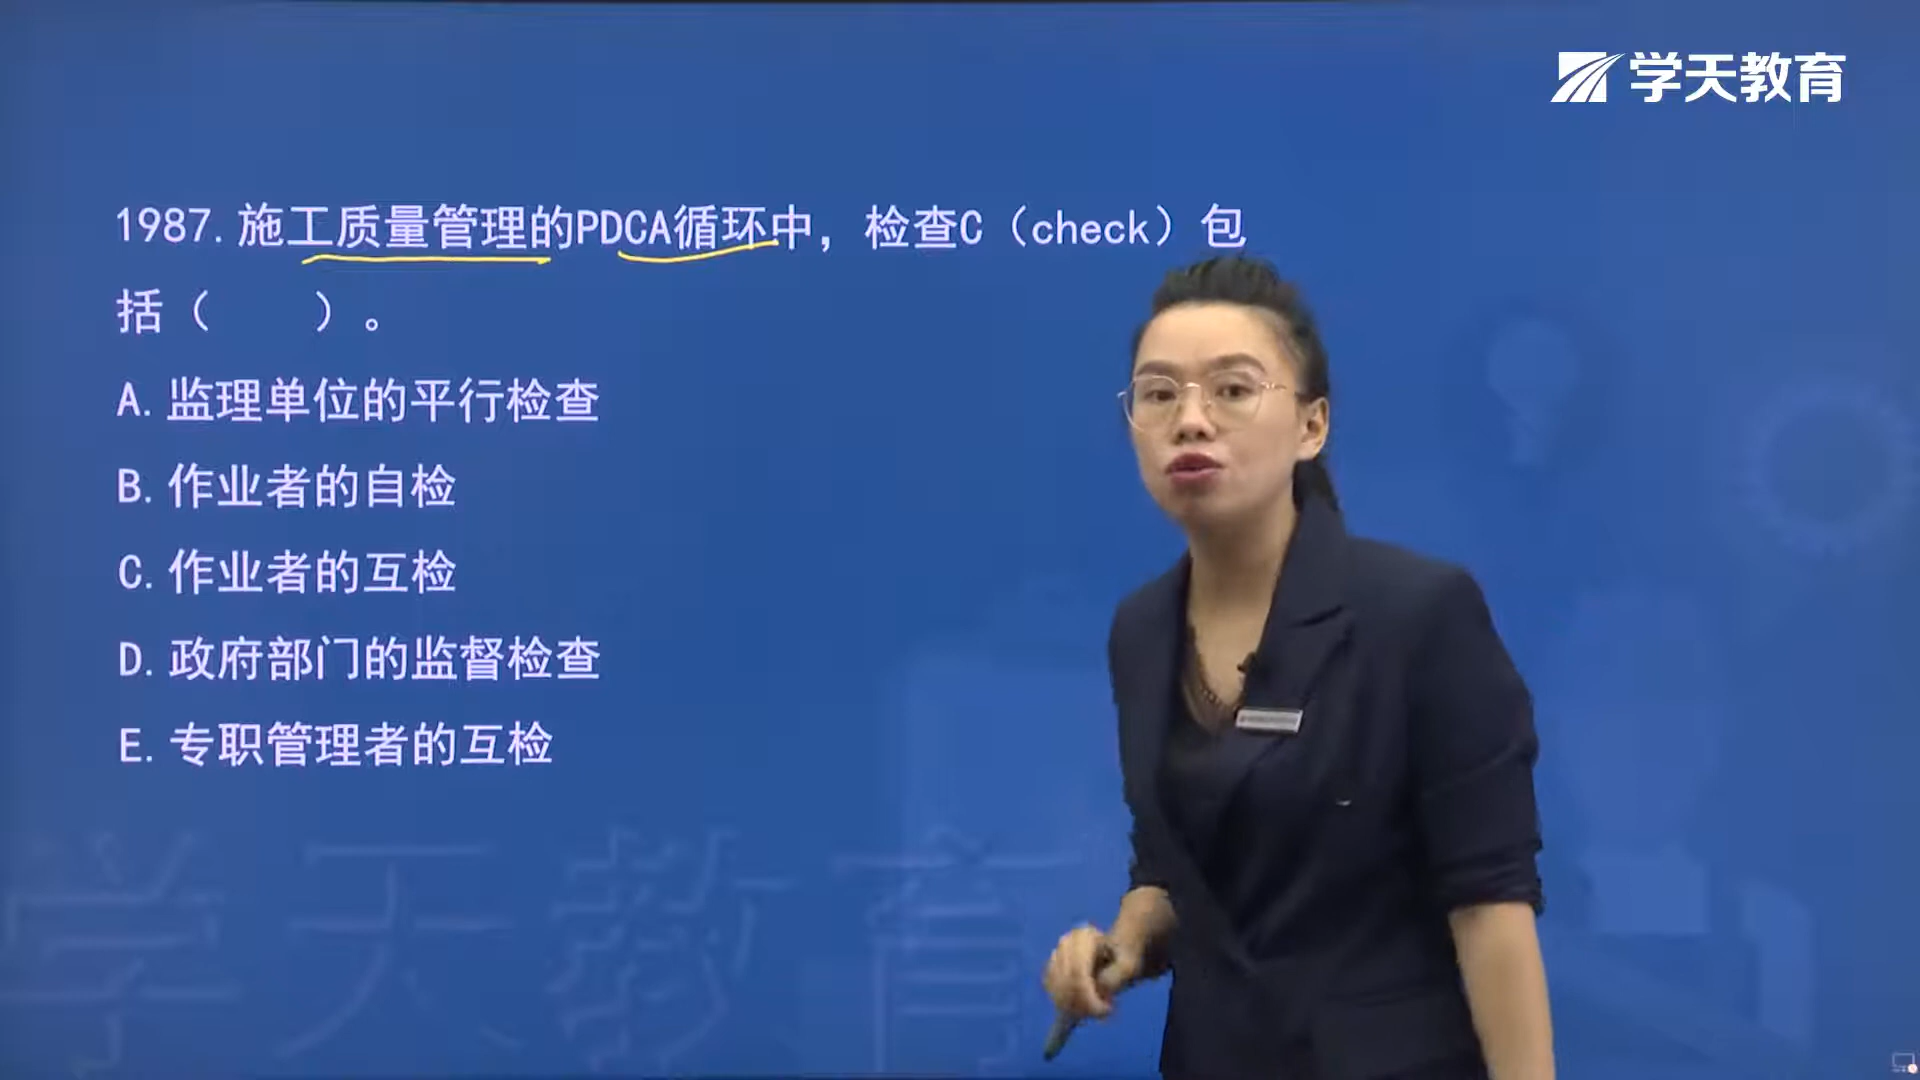 学天教育
1987.施工质量管理的PDCA循环中，检查C（check）包
括（　　）。
A.监理单位的平行检查
B.作业者的自检
C.作业者的互检
D.政府部门的监督检查
E.专职管理者的互检
学天教育